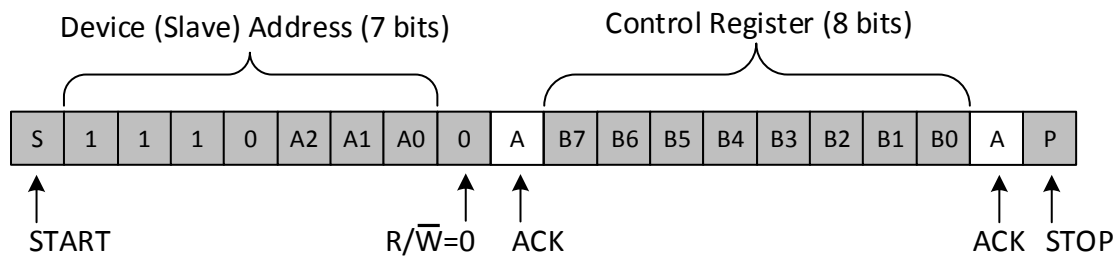 Device (Slave) Address (7 bits) Control Register (8 bits)
S 1 1 1 0 A2 A1 A0 0 A B7 B6 B5 B4 B3 B2 B1 B0 A P
START R/W̅=0 ACK ACK STOP